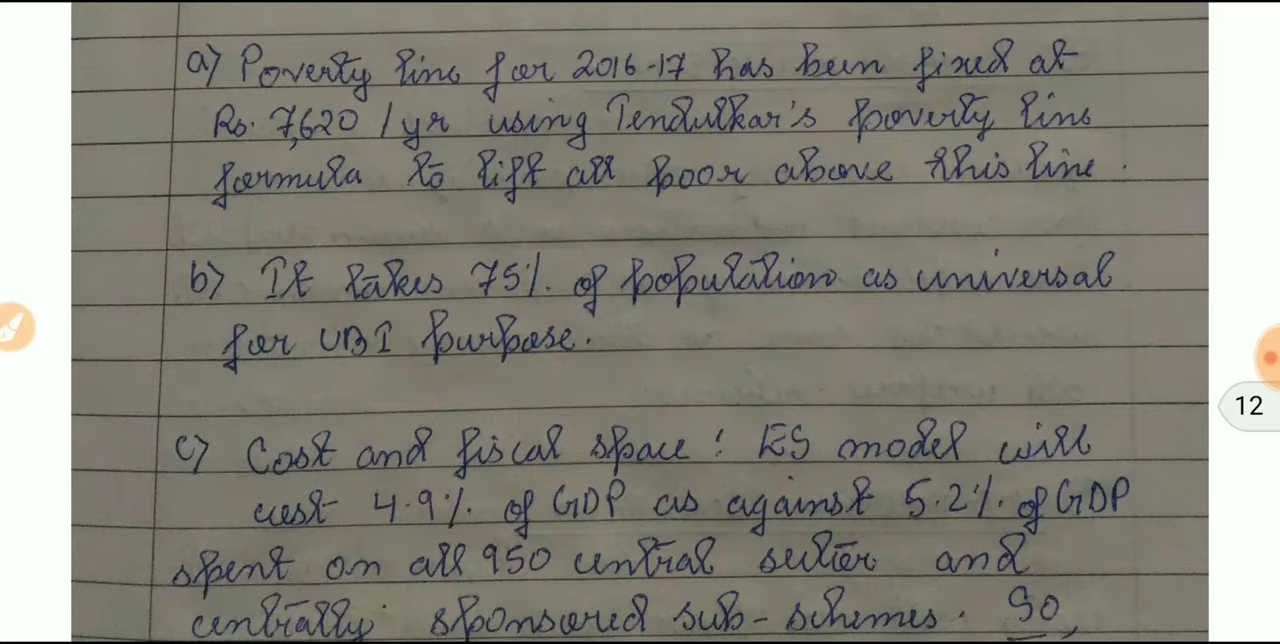 a) Poverty line for 2016-17 has been fixed at
Rs. 7,620 /yr using Tendulkar's poverty line
formula to lift all poor above this line.
b) It takes 75%. of population as universal
for UBI purpose.
c) Cost and fiscal space: ES model will
cost 4.9%. of GDP as against 5.2%. of GDP
spent on all 950 central sector and
centrally sponsored sub-schemes. So,
12